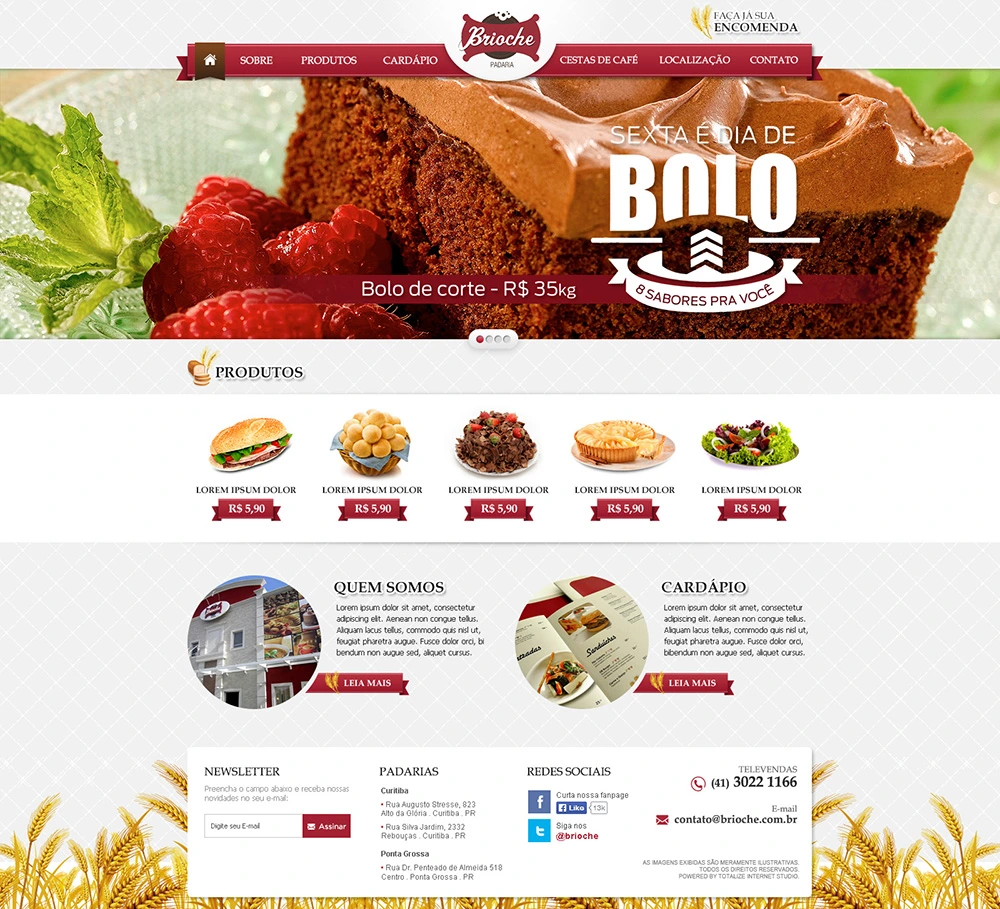 FAÇA JÁ SUA
ENCOMENDA
Brioche
PADARIA
SOBRE
PRODUTOS
CARDÁPIO
CESTAS DE CAFÉ
LOCALIZAÇÃO
CONTATO
SEXTA É DIA DE
BOLO
8 SABORES PRA VOCÊ
Bolo de corte - R$ 35kg
PRODUTOS
LOREM IPSUM DOLOR
R$ 5,90
LOREM IPSUM DOLOR
R$ 5,90
LOREM IPSUM DOLOR
R$ 5,90
LOREM IPSUM DOLOR
R$ 5,90
LOREM IPSUM DOLOR
R$ 5,90
QUEM SOMOS
Lorem ipsum dolor sit amet, consectetur
adipiscing elit. Aenean non congue tellus.
Aliquam lacus tellus, commodo quis nisl ut,
feugiat pharetra augue. Fusce dolor orci, bi
bendum non augue sed, aliquet cursus.
LEIA MAIS
Sanduíches
CARDÁPIO
Lorem ipsum dolor sit amet, consectetur
adipiscing elit. Aenean non congue tellus.
Aliquam lacus tellus, commodo quis nisl ut,
feugiat pharetra augue. Fusce dolor orci,
bibendum non augue sed, aliquet cursus.
LEIA MAIS
NEWSLETTER
Preencha o campo abaixo e receba nossas
novidades no seu e-mail:
Digite seu E-mail
Assinar
PADARIAS
Curitiba
• Rua Augusto Stresse, 823
Alto da Glória . Curitiba . PR
• Rua Silva Jardim, 2332
Rebouças . Curitiba . PR
Ponta Grossa
• Rua Dr. Penteado de Almeida 518
Centro . Ponta Grossa . PR
REDES SOCIAIS
Curta nossa fanpage
Like
13k
Siga nos
@brioche
TELEVENDAS
(41) 3022 1166
E-mail
contato@brioche.com.br
AS IMAGENS EXIBIDAS SÃO MERAMENTE ILUSTRATIVAS.
TODOS OS DIREITOS RESERVADOS.
POWERED BY TOTALIZE INTERNET STUDIO.